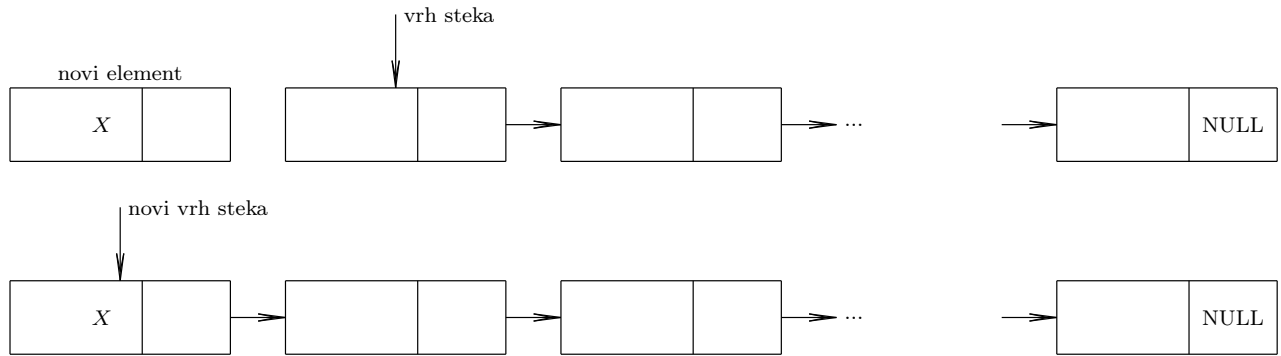 vrh steka
novi element
X
...
NULL
novi vrh steka
X
...
NULL